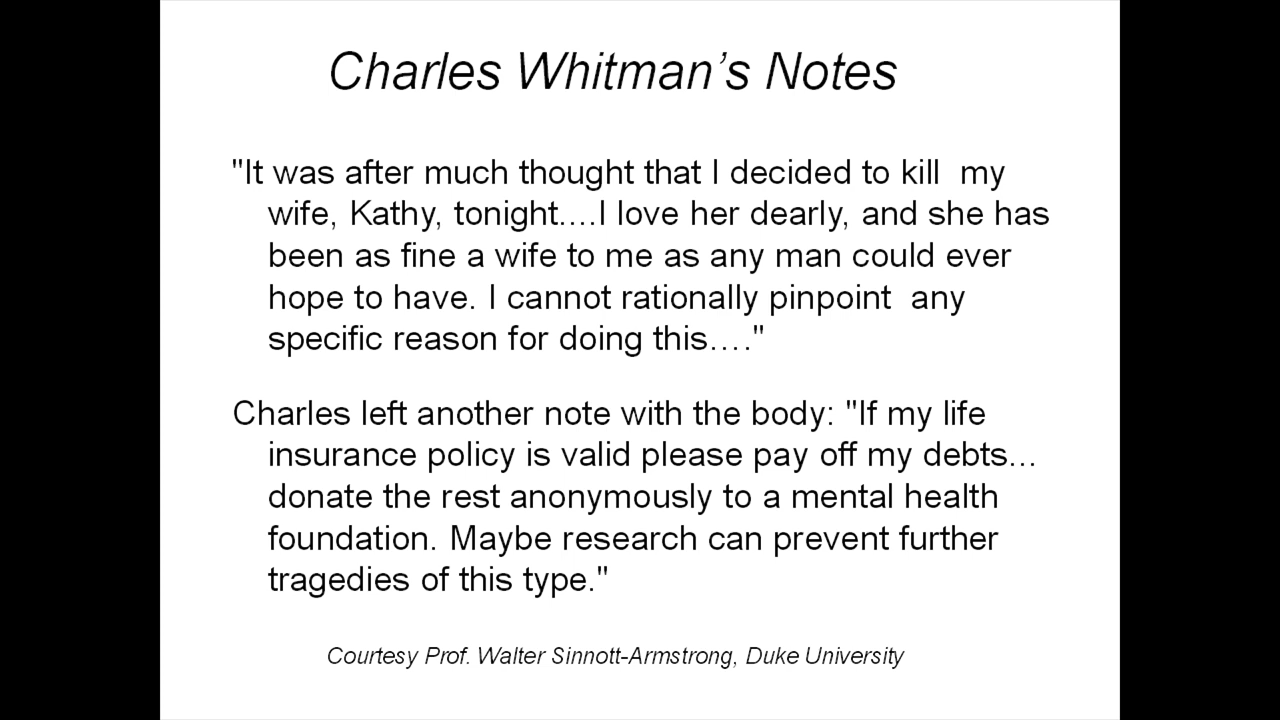 Charles Whitman’s Notes
"It was after much thought that I decided to kill  my
wife, Kathy, tonight....I love her dearly, and she has
been as fine a wife to me as any man could ever
hope to have. I cannot rationally pinpoint  any
specific reason for doing this…."
Charles left another note with the body: "If my life
insurance policy is valid please pay off my debts...
donate the rest anonymously to a mental health
foundation. Maybe research can prevent further
tragedies of this type."
Courtesy Prof. Walter Sinnott-Armstrong, Duke University